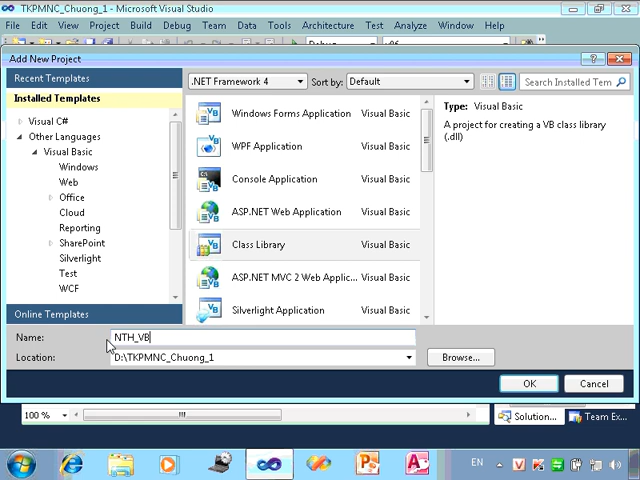 TKPMNC_Chuong_1 - Microsoft Visual Studio
File Edit View Project Build Debug Team Data Tools Architecture Test Analyze Window Help
Add New Project
Recent Templates
.NET Framework 4 Sort by: Default Search Installed Tem
Installed Templates
Visual C#
Other Languages
Visual Basic
Windows
Web
Office
Cloud
Reporting
SharePoint
Silverlight
Test
WCF
Online Templates
Windows Forms Application Visual Basic
WPF Application Visual Basic
Console Application Visual Basic
ASP.NET Web Application Visual Basic
Class Library Visual Basic
ASP.NET MVC 2 Web Applic... Visual Basic
Silverlight Application Visual Basic
Type: Visual Basic
A project for creating a VB class library
(.dll)
Name: NTH_VB
Location: D:\TKPMNC_Chuong_1 Browse...
OK Cancel
100 % Solution... Team Ex...
EN